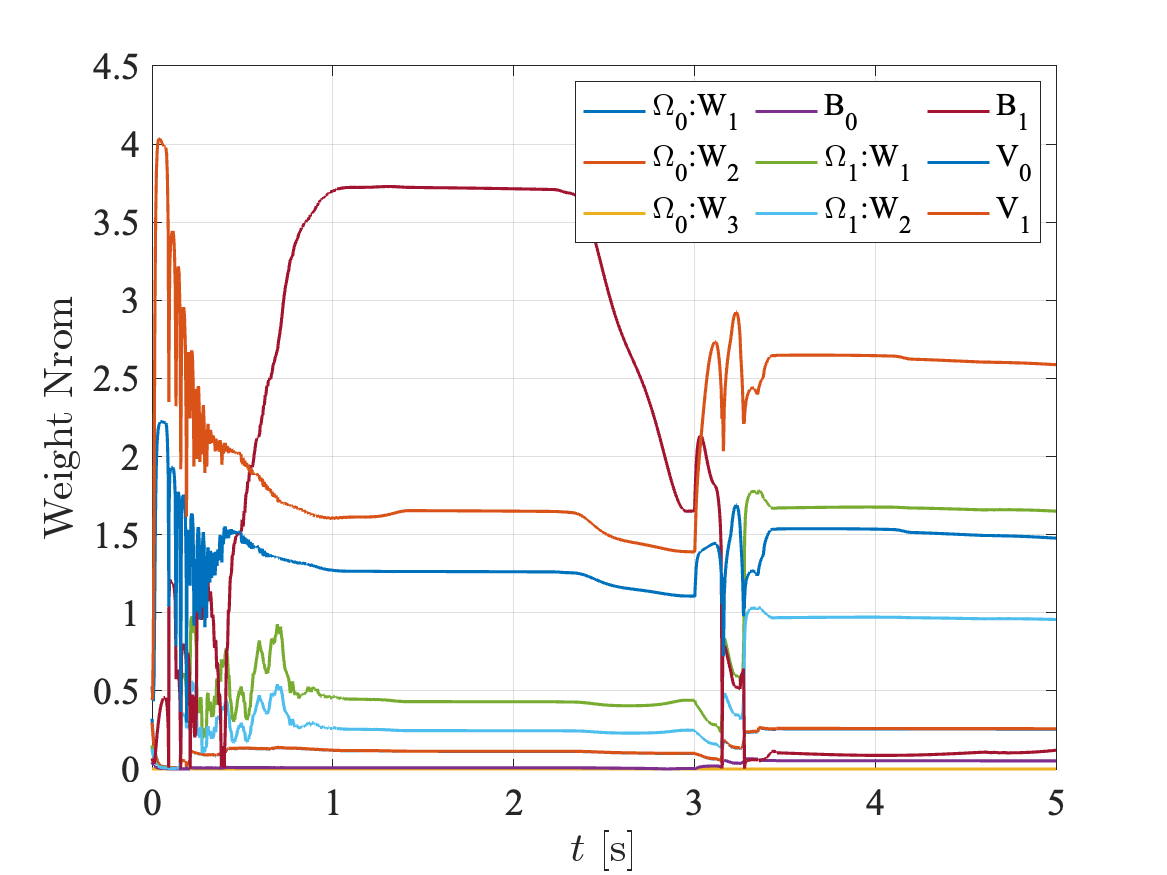 4.5
4
3.5
3
2.5
2
1.5
1
0.5
0
Weight Nrom
Ω₀:W₁ B₀ B₁
Ω₀:W₂ Ω₁:W₁ V₀
Ω₀:W₃ Ω₁:W₂ V₁
0 1 2 3 4 5
t [s]